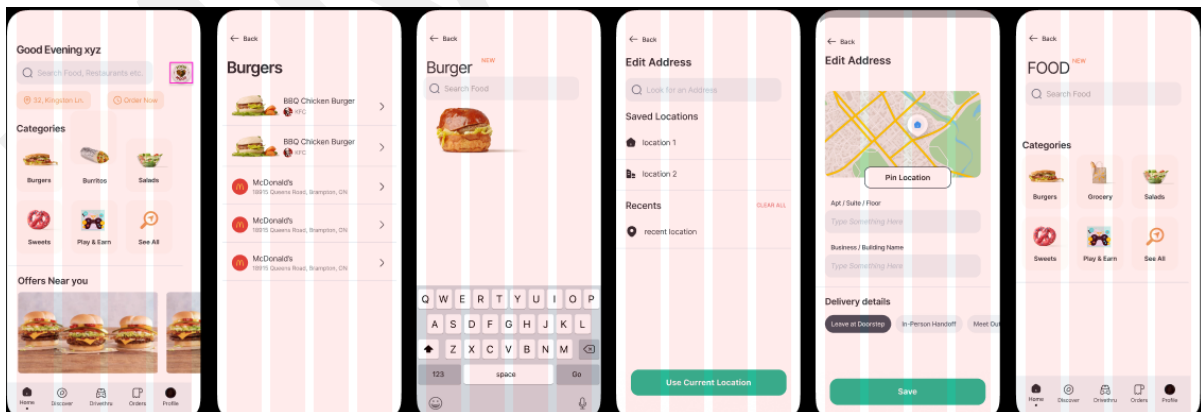 Good Evening xyz
Search Food, Restaurants etc.
32, Kingston Ln.
Order Now
Categories
Burgers
Burritos
Salads
Sweets
Play & Earn
See All
Offers Near you
Home
Discover
Drivethru
Orders
Profile
← Back
Burgers
BBQ Chicken Burger
KFC
BBQ Chicken Burger
KFC
McDonald's
18915 Queens Road, Brampton, ON
McDonald's
18915 Queens Road, Brampton, ON
McDonald's
18915 Queens Road, Brampton, ON
← Back
Burger NEW
Search Food
Q W E R T Y U I O P
A S D F G H J K L
Z X C V B N M
123 space Go
← Back
Edit Address
Look for an Address
Saved Locations
location 1
location 2
Recents CLEAR ALL
recent location
Use Current Location
← Back
Edit Address
Pin Location
Apt / Suite / Floor
Type Something Here
Business / Building Name
Type Something Here
Delivery details
Leave at Doorstep
In-Person Handoff
Meet Out
Save
← Back
FOOD NEW
Search Food
Categories
Burgers
Grocery
Salads
Sweets
Play & Earn
See All
Home
Discover
Drivethru
Orders
Profile